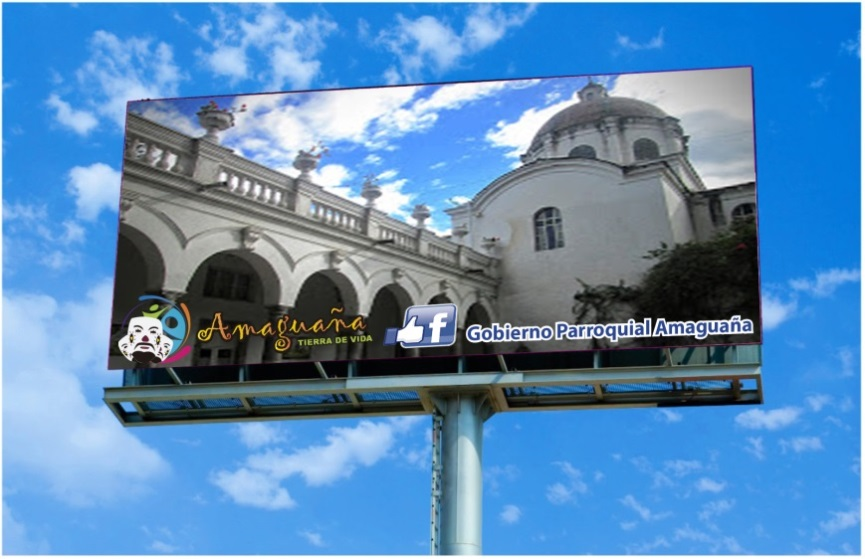 Amaguaña
TIERRA DE VIDA
f
Gobierno Parroquial Amaguaña